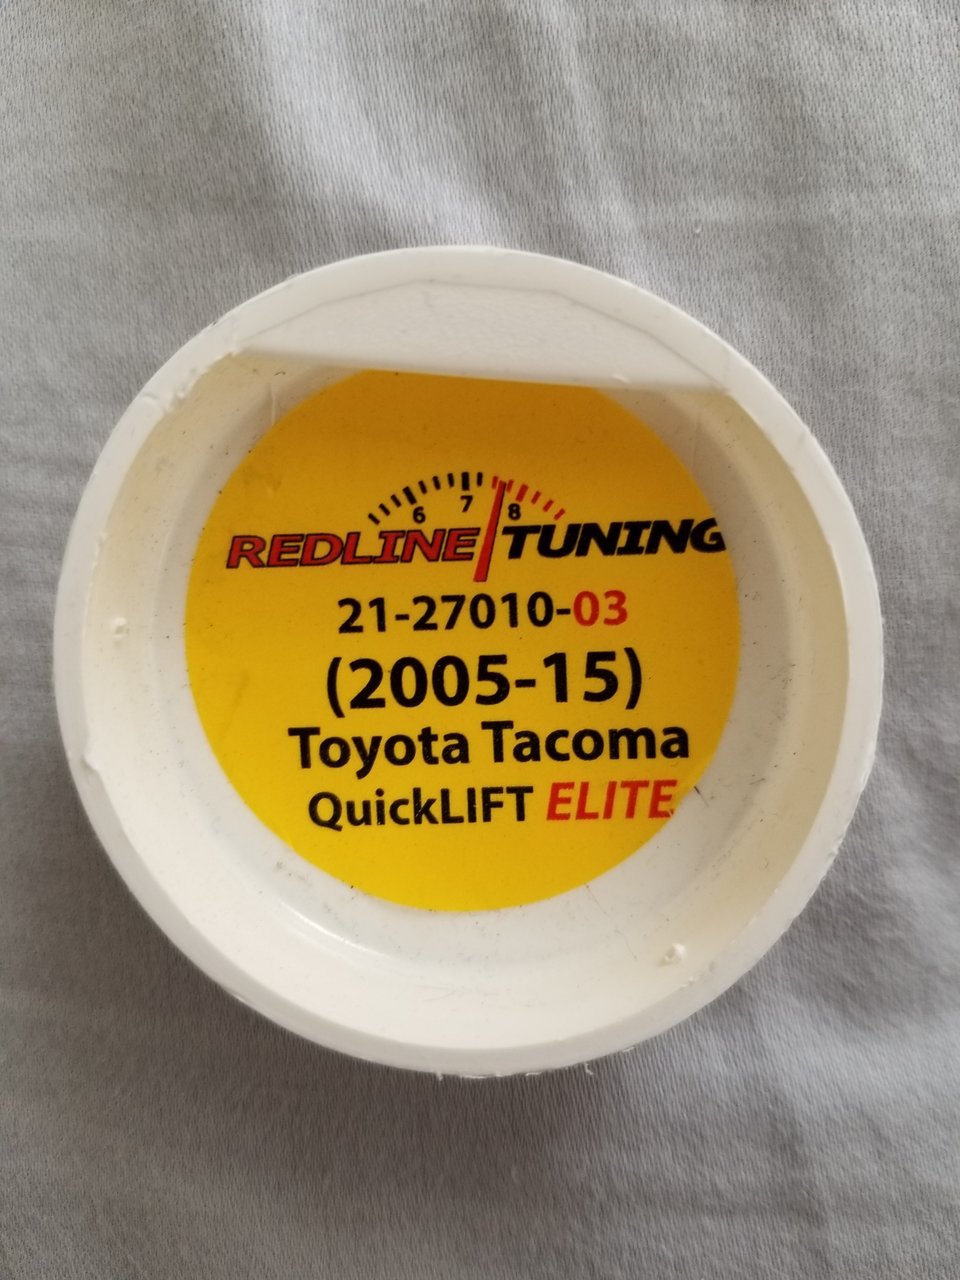 6 7 8
REDLINE TUNING
21-27010-03
(2005-15)
Toyota Tacoma
QuickLIFT ELITE